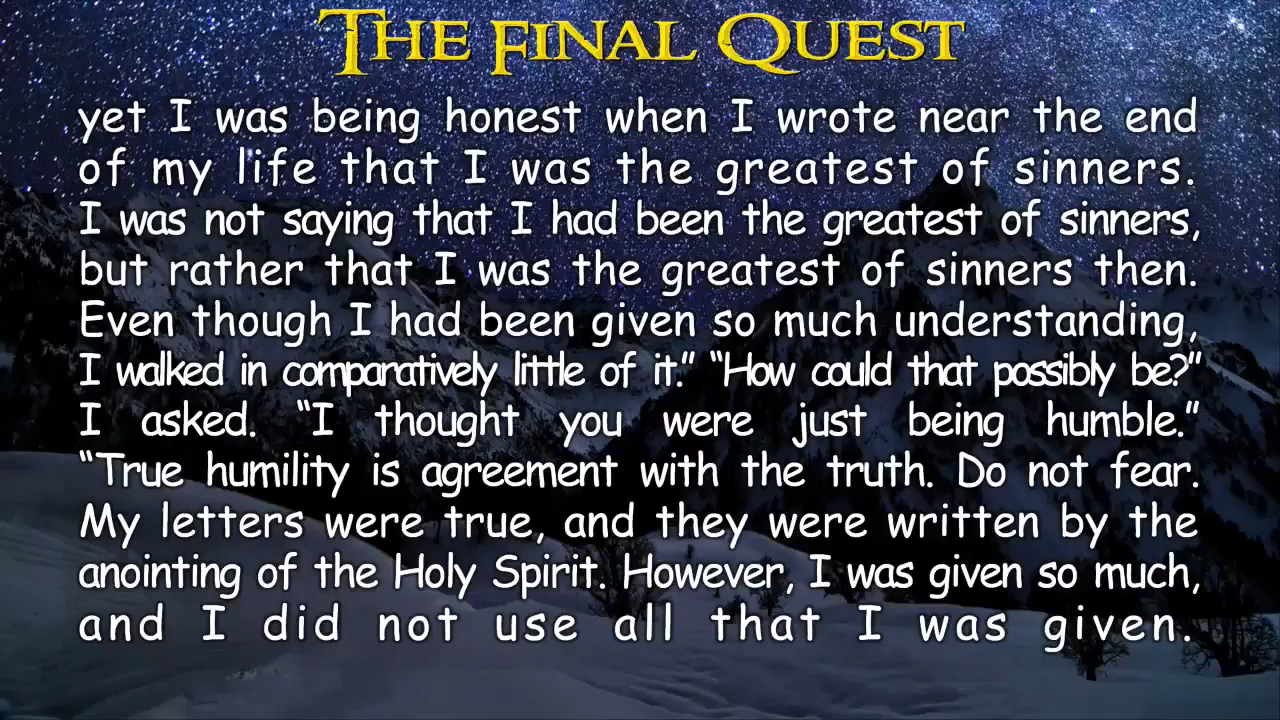 THE FINAL QUEST
yet I was being honest when I wrote near the end
of my life that I was the greatest of sinners.
I was not saying that I had been the greatest of sinners,
but rather that I was the greatest of sinners then.
Even though I had been given so much understanding,
I walked in comparatively little of it.” “How could that possibly be?”
I asked. “I thought you were just being humble.”
“True humility is agreement with the truth. Do not fear.
My letters were true, and they were written by the
anointing of the Holy Spirit. However, I was given so much,
and I did not use all that I was given.